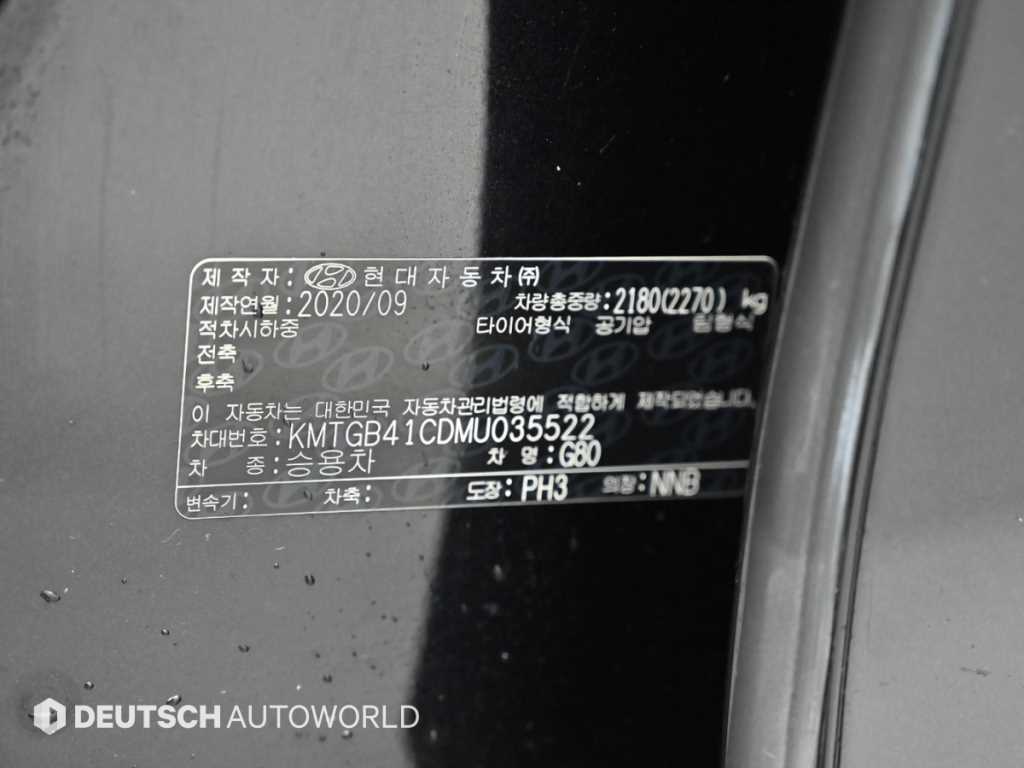 제 작 자 : 현대자동차㈜
제작연월 : 2020/09 차량총중량 : 2180(2270) kg
적차시하중 타이어형식 공기압 림형식
전축
후축
이 자동차는 대한민국 자동차관리법령에 적합하게 제작되었습니다.
차대번호 : KMTGB41CDMU035522
차 종 : 승용차 차 명 : G80
변속기 : 차축 : 도장 : PH3 의장 : NNB
DEUTSCH AUTOWORLD